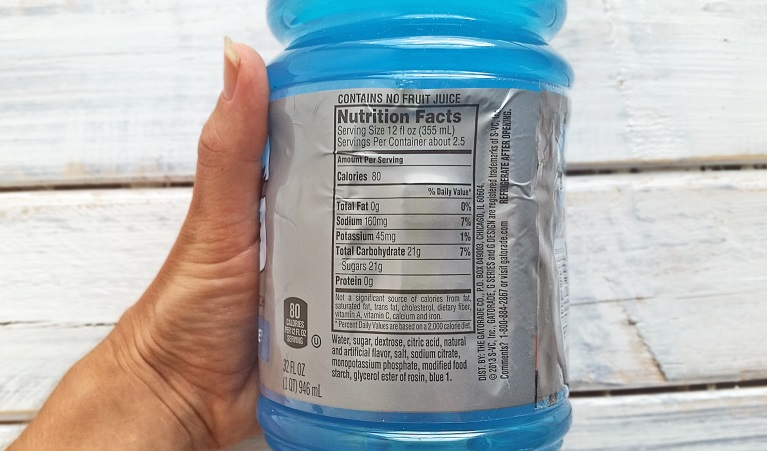 CONTAINS NO FRUIT JUICE
Nutrition Facts
Serving Size 12 fl oz (355 mL)
Servings Per Container about 2.5
Amount Per Serving
Calories 80
% Daily Value*
Total Fat 0g 0%
Sodium 160mg 7%
Potassium 45mg 1%
Total Carbohydrate 21g 7%
Sugars 21g
Protein 0g
Not a significant source of calories from fat,
saturated fat, trans fat, cholesterol, dietary fiber,
vitamin A, vitamin C, calcium and iron.
* Percent Daily Values are based on a 2,000 calorie diet.
Water, sugar, dextrose, citric acid, natural
and artificial flavor, salt, sodium citrate,
monopotassium phosphate, modified food
starch, glycerol ester of rosin, blue 1.
80
CALORIES
PER 12 FL OZ
SERVING
U
32 FL OZ
(1 QT) 946 mL
DIST. BY: THE GATORADE CO., P.O. BOX 049003, CHICAGO, IL 60604.
© 2013 S-VC, Inc. GATORADE, G SERIES and G DESIGN are registered trademarks of S-VC, Inc.
Comments? 1-800-884-2867 or visit gatorade.com REFRIGERATE AFTER OPENING.